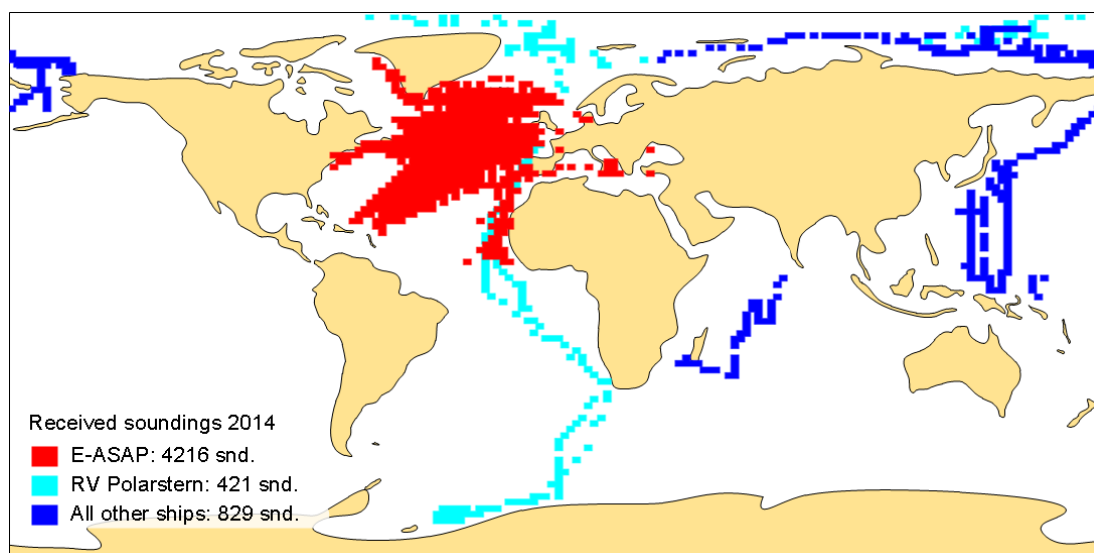 Received soundings 2014
E-ASAP: 4216 snd.
RV Polarstern: 421 snd.
All other ships: 829 snd.